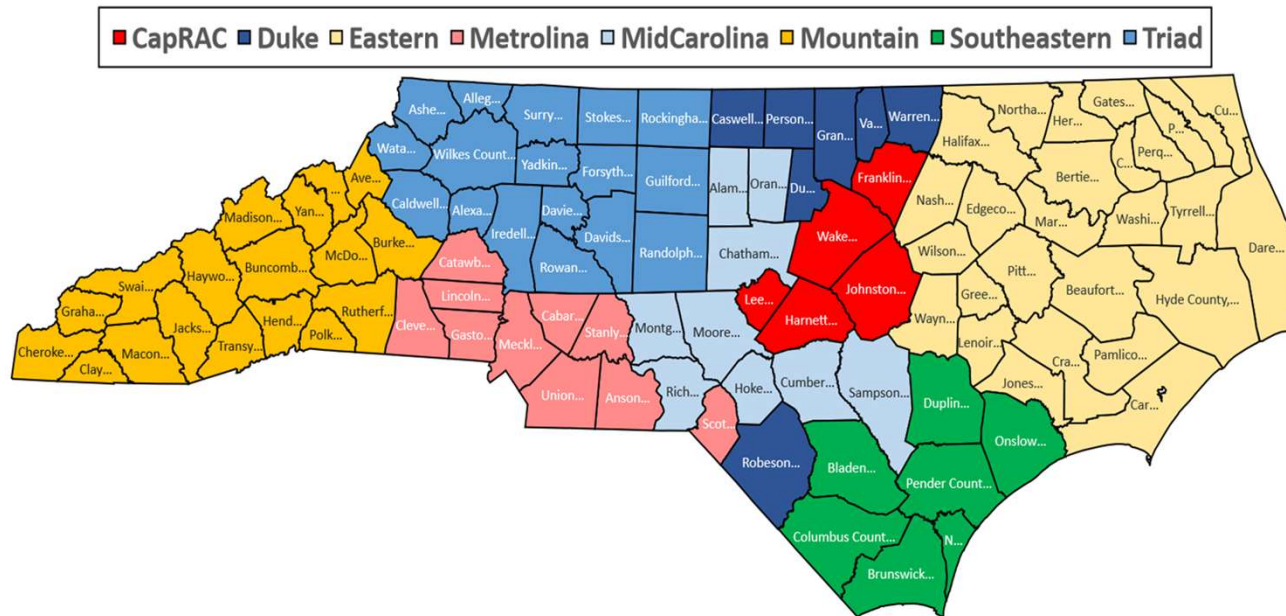 CapRAC Duke Eastern Metrolina MidCarolina Mountain Southeastern Triad
Ashe...
Alleg...
Surry...
Stokes...
Rockingha...
Caswell...
Person...
Gran...
Va...
Warren...
Northa...
Gates...
Her...
P...
Cu...
Halifax...
Wata...
Wilkes Count...
Yadkin...
Forsyth...
Guilford...
Alam...
Oran...
Du...
Franklin...
C...
Perq...
Bertie...
Ave...
...
Yan...
Madison...
Caldwell...
Alexa...
Davie...
Iredell...
Davids...
Randolph...
Chatham...
Wake...
Nash...
Edgeco...
Mar...
Washi...
Tyrrell...
Dare...
Burke...
McDo...
Buncomb...
Haywo...
Catawb...
Rowan...
Wilson...
Pitt...
Beaufort...
Hyde County,...
Swai...
Graha...
Jacks...
Hend...
Rutherf...
Polk...
Transy...
Macon...
Cheroke...
Clay...
Lincoln...
Cleve...
Gasto...
Meckl...
Cabar...
Stanly...
Montg...
Moore...
Lee...
Harnett...
Johnston...
Wayn...
Gree...
Lenoir...
Cra...
Pamlico...
Jones...
Car...
Union...
Anson...
Rich...
Scot...
Hoke...
Cumber...
Sampson...
Duplin...
Onslow...
Robeson...
Bladen...
Pender Count...
Columbus Count...
Brunswick...
N...